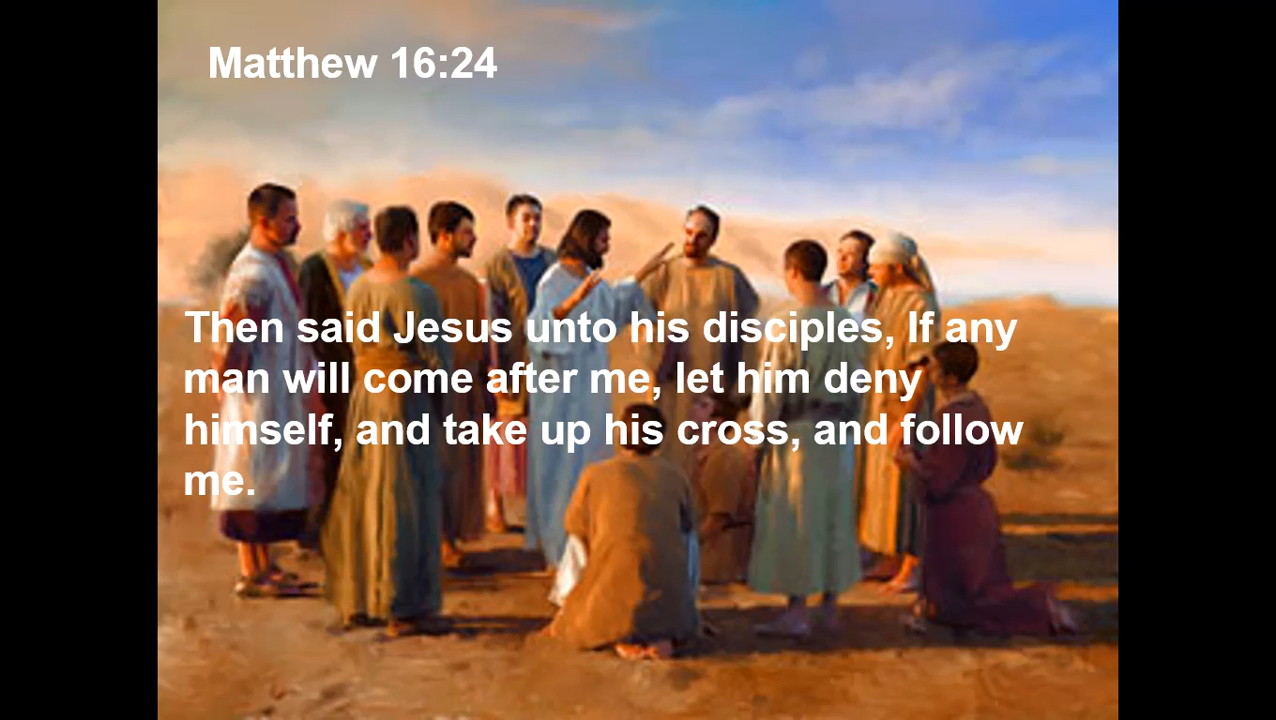 Matthew 16:24
Then said Jesus unto his disciples, If any
man will come after me, let him deny
himself, and take up his cross, and follow
me.